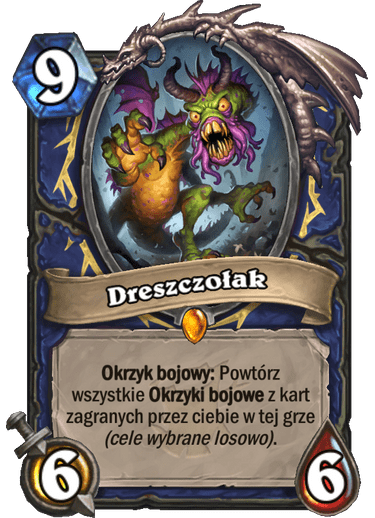 9
Dreszczołak
Okrzyk bojowy: Powtórz
wszystkie Okrzyki bojowe z kart
zagranych przez ciebie w tej grze
(cele wybrane losowo).
6
6